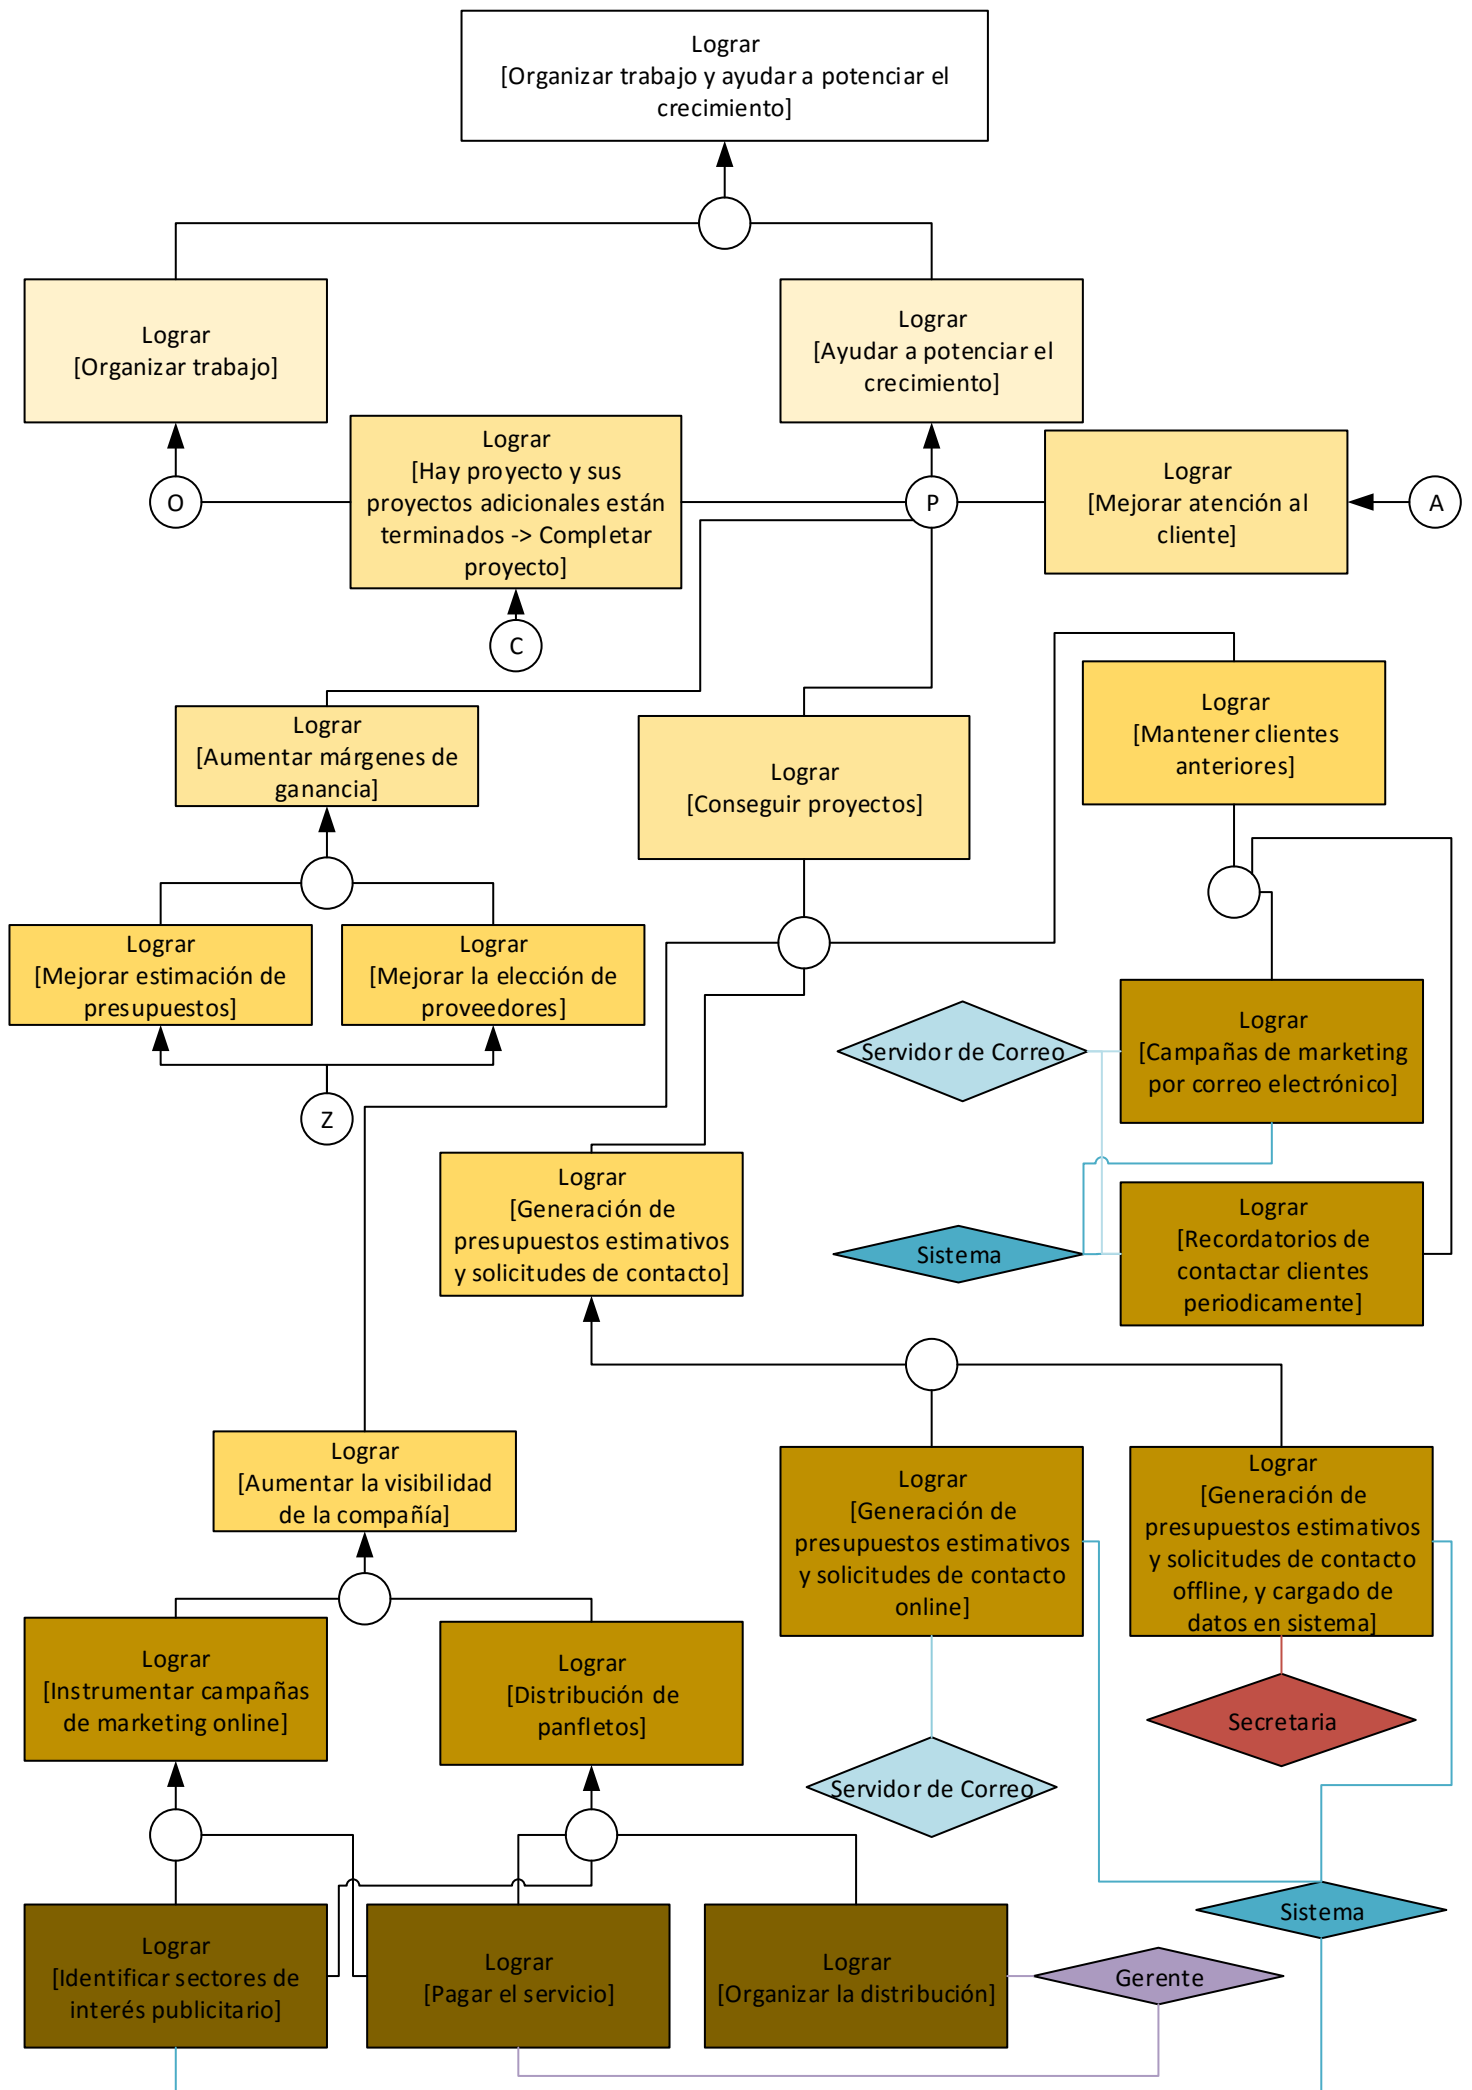 Lograr
[Organizar trabajo y ayudar a potenciar el
crecimiento]
Lograr
[Organizar trabajo]
Lograr
[Ayudar a potenciar el
crecimiento]
O
Lograr
[Hay proyecto y sus
proyectos adicionales están
terminados -> Completar
proyecto]
P
Lograr
[Mejorar atención al
cliente]
A
C
Lograr
[Aumentar márgenes de
ganancia]
Lograr
[Conseguir proyectos]
Lograr
[Mantener clientes
anteriores]
Lograr
[Mejorar estimación de
presupuestos]
Lograr
[Mejorar la elección de
proveedores]
Z
Servidor de Correo
Lograr
[Campañas de marketing
por correo electrónico]
Lograr
[Generación de
presupuestos estimativos
y solicitudes de contacto]
Sistema
Lograr
[Recordatorios de
contactar clientes
periodicamente]
Lograr
[Aumentar la visibilidad
de la compañía]
Lograr
[Generación de
presupuestos estimativos
y solicitudes de contacto
online]
Lograr
[Generación de
presupuestos estimativos
y solicitudes de contacto
offline, y cargado de
datos en sistema]
Lograr
[Instrumentar campañas
de marketing online]
Lograr
[Distribución de
panfletos]
Secretaria
Servidor de Correo
Sistema
Lograr
[Identificar sectores de
interés publicitario]
Lograr
[Pagar el servicio]
Lograr
[Organizar la distribución]
Gerente